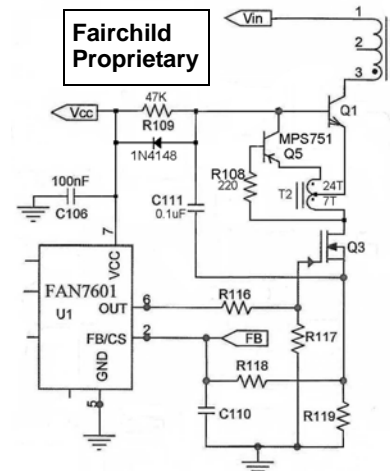 Fairchild
Proprietary
Vin
1
2
3
Q1
Vcc
47K
R109
1N4148
MPS751
Q5
R108
220
T2
24T
7T
100nF
C106
C111
0.1uF
Q3
7
VCC
FAN7601
U1
OUT
6
R116
FB/CS
2
FB
R117
GND
5
R118
C110
R119